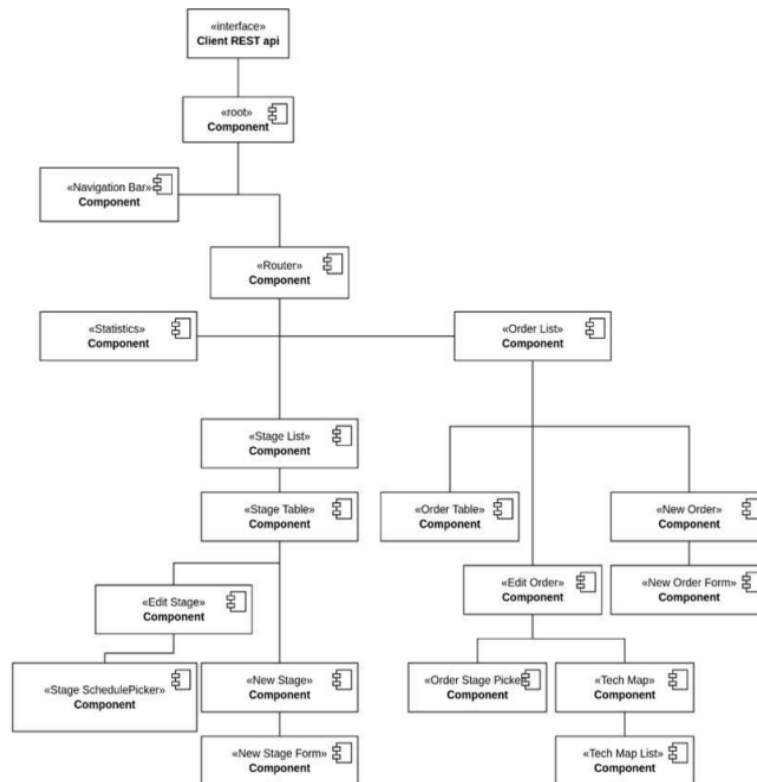 «interface»
Client REST api
«root»
Component
«Navigation Bar»
Component
«Router»
Component
«Statistics»
Component
«Order List»
Component
«Stage List»
Component
«Stage Table»
Component
«Order Table»
Component
«New Order»
Component
«Edit Stage»
Component
«Edit Order»
Component
«New Order Form»
Component
«Stage SchedulePicker»
Component
«New Stage»
Component
«Order Stage Picker
Component
«Tech Map»
Component
«New Stage Form»
Component
«Tech Map List»
Component